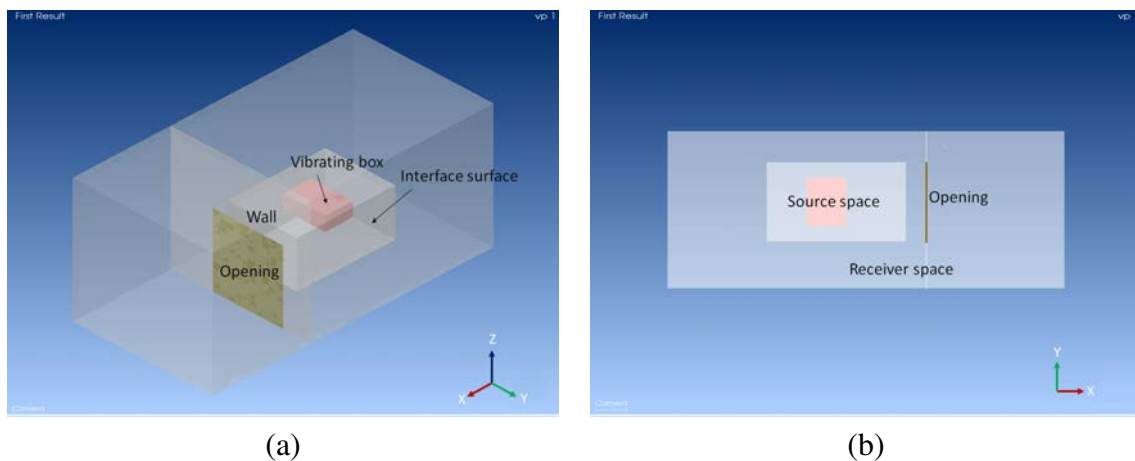 First Result
vp 1
Vibrating box
Interface surface
Wall
Opening
Z
X
Y
Camera
(a)
First Result
vp
Source space
Opening
Receiver space
Y
X
Camera
(b)